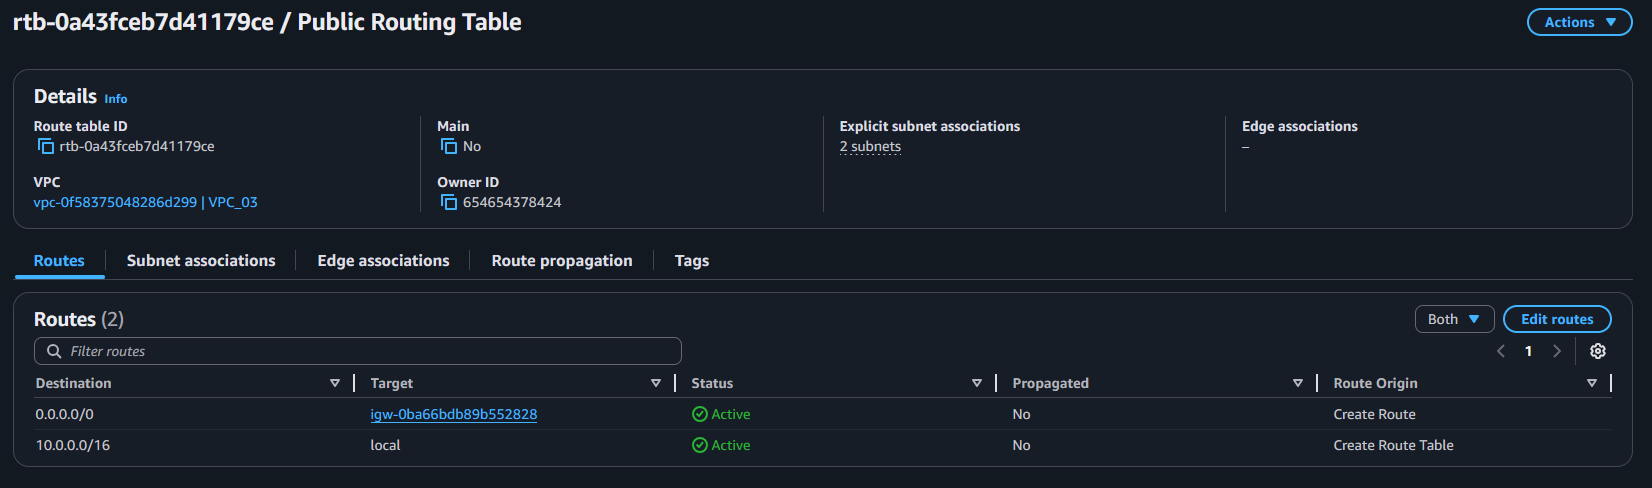 rtb-0a43fceb7d41179ce / Public Routing Table
Actions
Details Info
Route table ID
rtb-0a43fceb7d41179ce
Main
No
Explicit subnet associations
2 subnets
Edge associations
–
VPC
vpc-0f58375048286d299 | VPC_03
Owner ID
654654378424
Routes
Subnet associations
Edge associations
Route propagation
Tags
Routes (2)
Both
Edit routes
Filter routes
1
Destination Target Status Propagated Route Origin
0.0.0.0/0 igw-0ba66bdb89b552828 Active No Create Route
10.0.0.0/16 local Active No Create Route Table